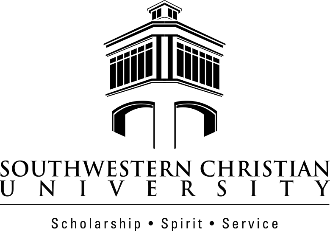 SOUTHWESTERN CHRISTIAN
UNIVERSITY
Scholarship • Spirit • Service